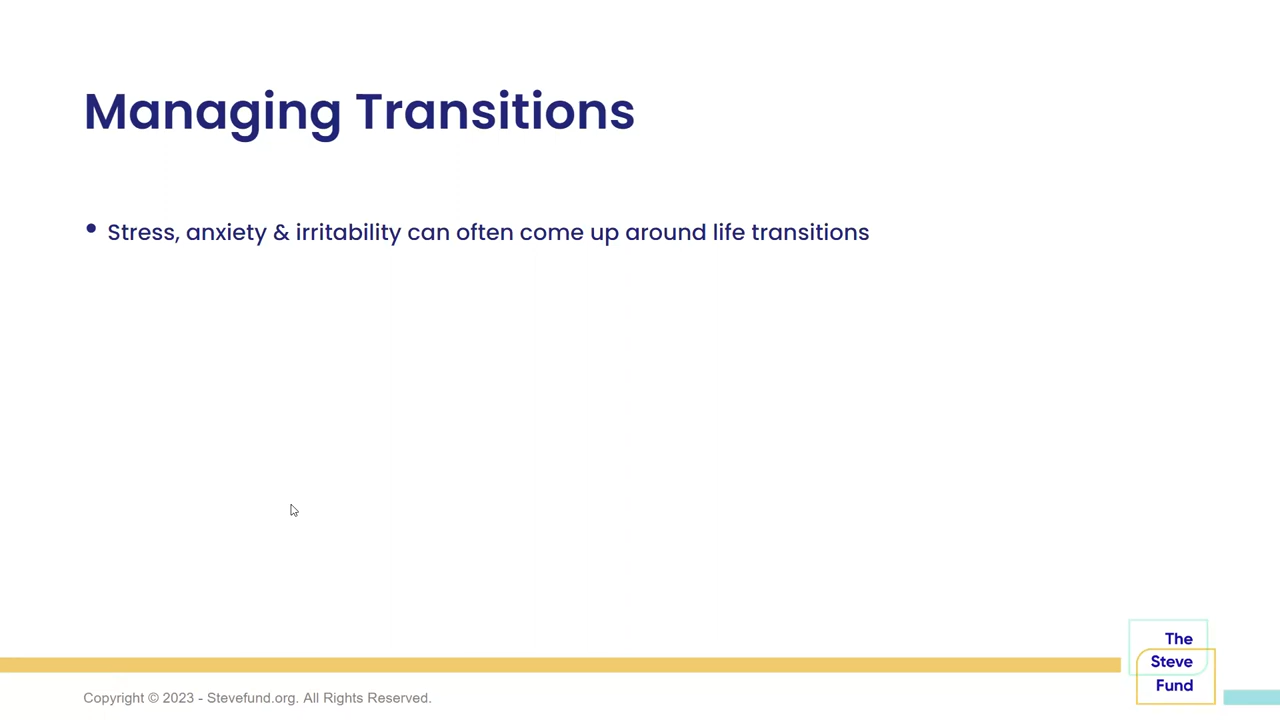 Managing Transitions
• Stress, anxiety & irritability can often come up around life transitions
The
Steve
Fund
Copyright © 2023 - Stevefund.org. All Rights Reserved.